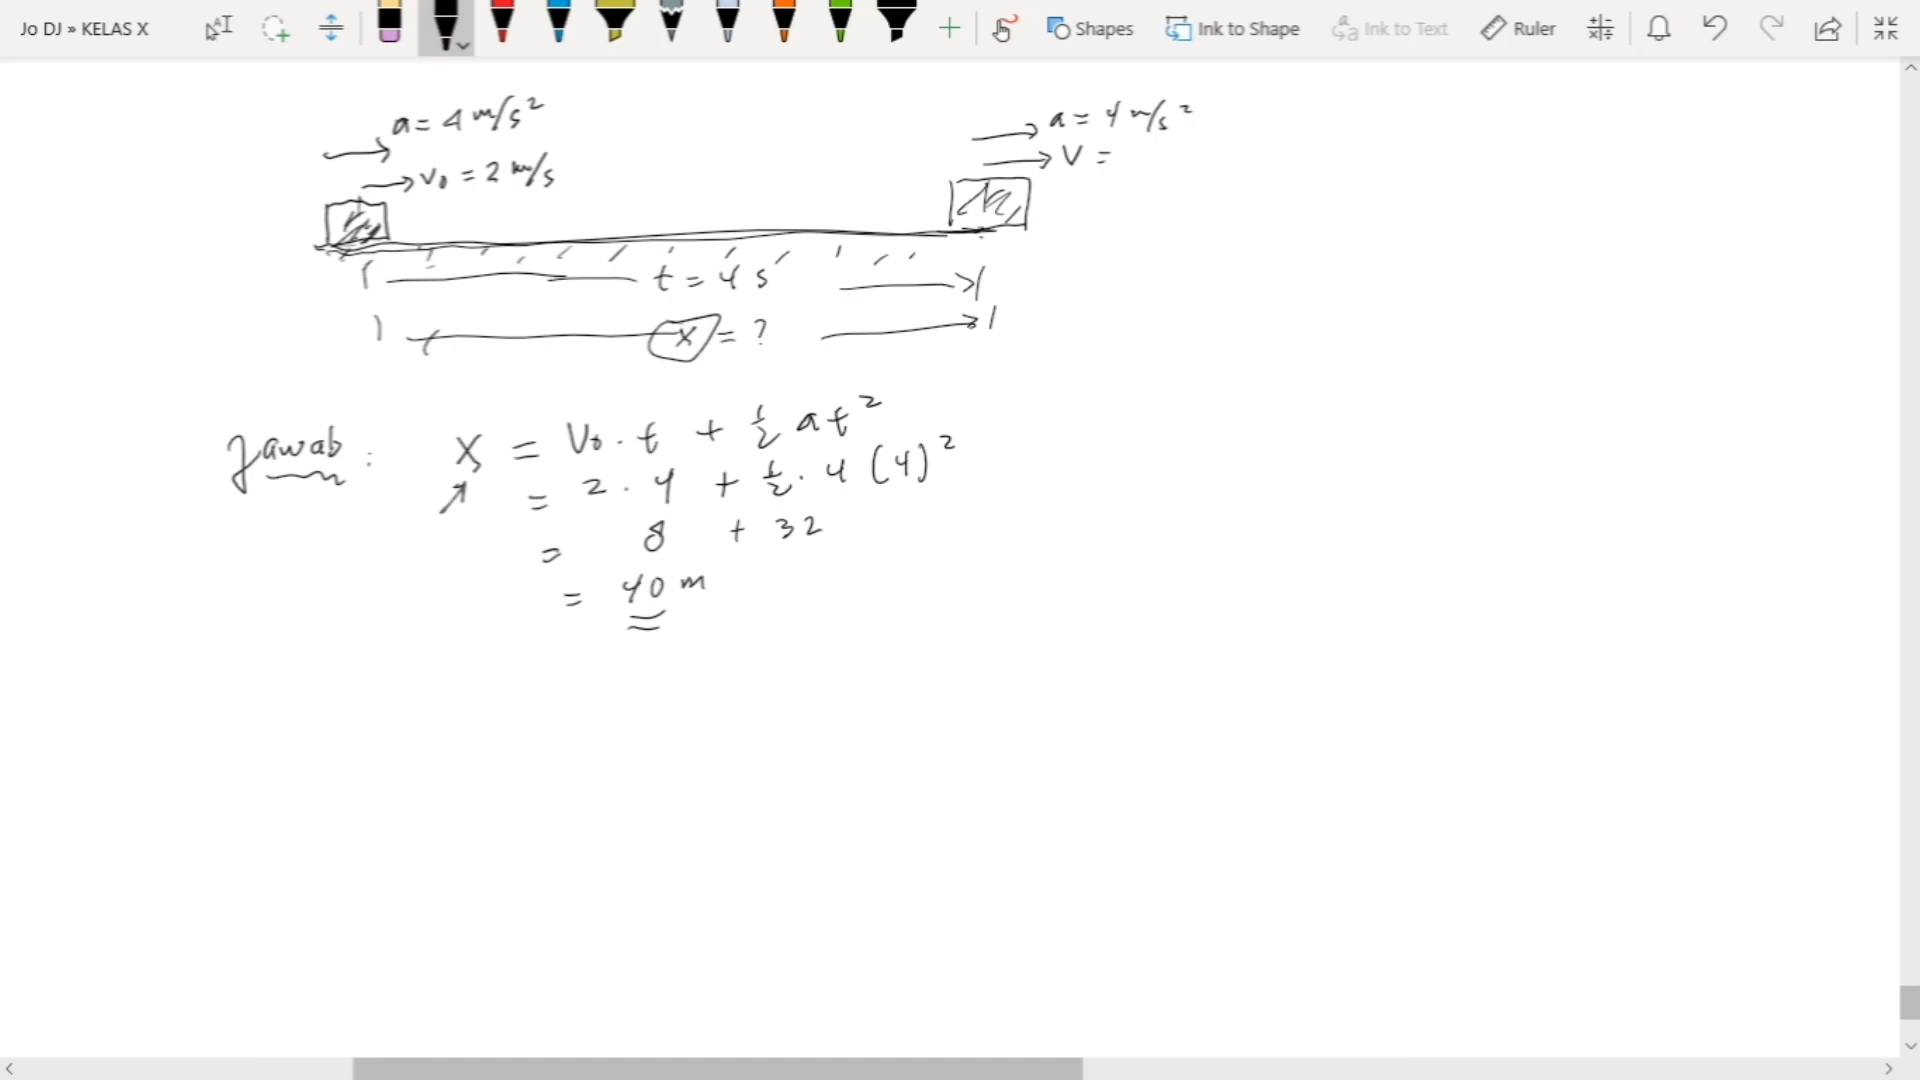 Jo DJ » KELAS X
Shapes
Ink to Shape
Ink to Text
Ruler
a = 4 m/s²
v₀ = 2 m/s
a = 4 m/s²
V =
t = 4 s
x = ?
Jawab : X = V₀ . t + ½ at²
= 2 . 4 + ½ . 4 (4)²
= 8 + 32
= 40 m